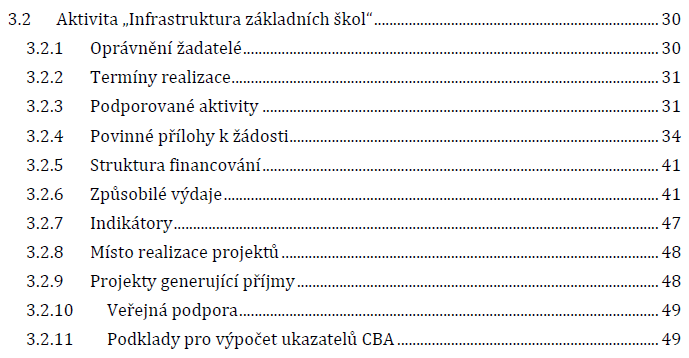 3.2 Aktivita „Infrastruktura základních škol“ 30
3.2.1 Oprávnění žadatelé 30
3.2.2 Termíny realizace 31
3.2.3 Podporované aktivity 31
3.2.4 Povinné přílohy k žádosti 34
3.2.5 Struktura financování 41
3.2.6 Způsobilé výdaje 41
3.2.7 Indikátory 47
3.2.8 Místo realizace projektů 48
3.2.9 Projekty generující příjmy 48
3.2.10 Veřejná podpora 49
3.2.11 Podklady pro výpočet ukazatelů CBA 49